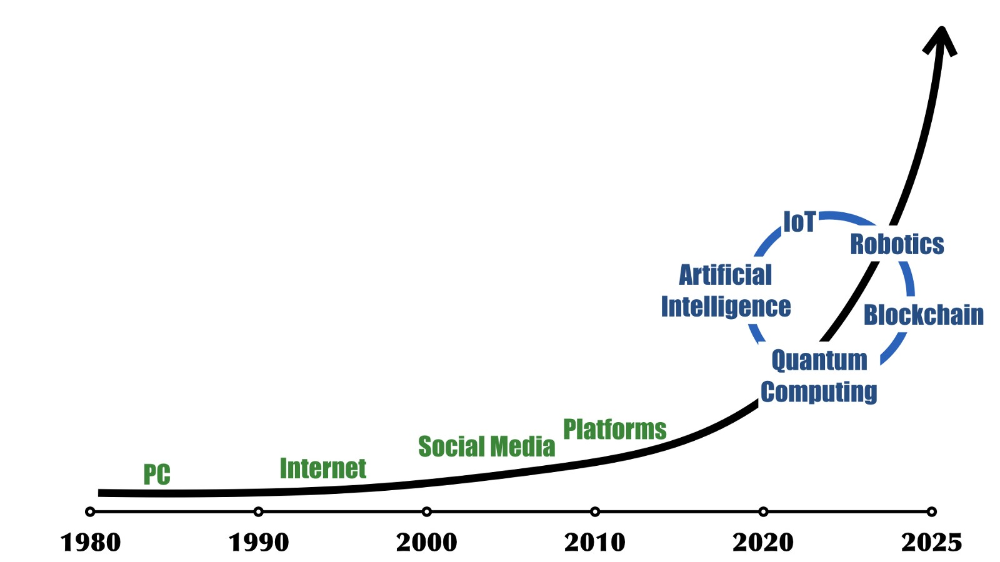 IoT
Robotics
Artificial
Intelligence
Blockchain
Quantum
Computing
Platforms
Social Media
Internet
PC
1980 1990 2000 2010 2020 2025